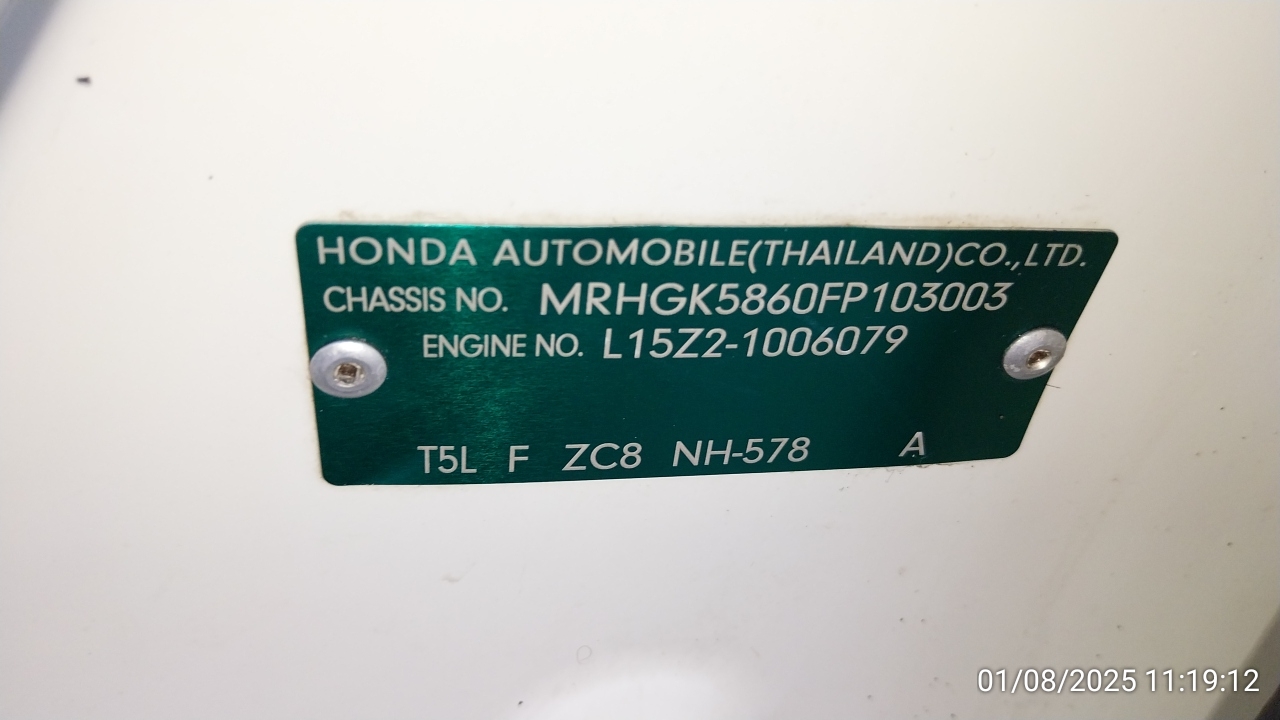 HONDA AUTOMOBILE(THAILAND)CO.,LTD.
CHASSIS NO. MRHGK5860FP103003
ENGINE NO. L15Z2-1006079
T5L F ZC8 NH-578 A
01/08/2025 11:19:12